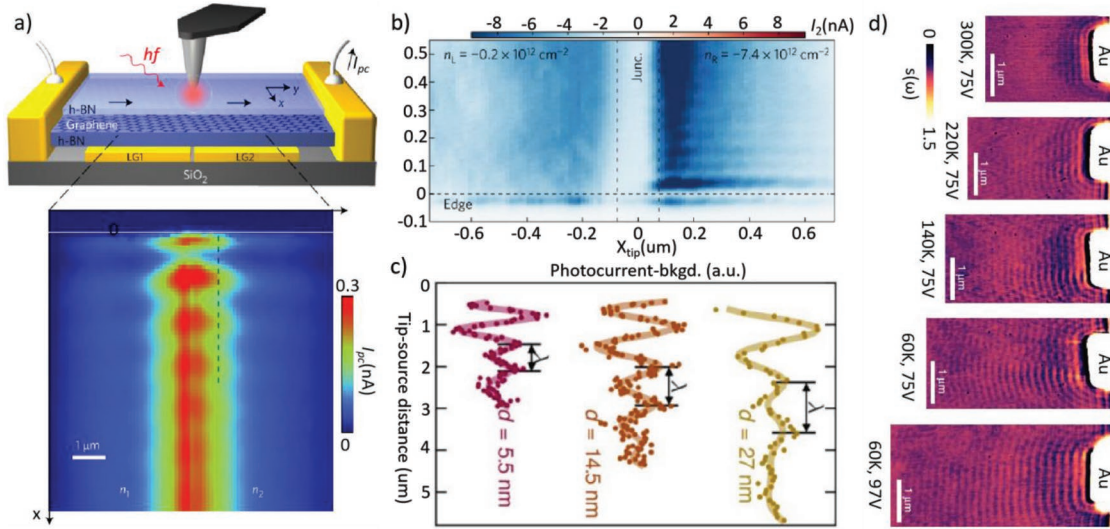 a)
hf
I_pc
y
x
h-BN
Graphene
h-BN
LG1
LG2
SiO2
0
0.3
I_pc(nA)
0
1 μm
n1
n2
x
b)
-8 -6 -4 -2 0 2 4 6 8 I2(nA)
nL = −0.2 × 10^12 cm^−2
Junc.
nR = −7.4 × 10^12 cm^−2
0.5
0.4
0.3
0.2
0.1
0
-0.1
Edge
-0.6 -0.4 -0.2 0 0.2 0.4 0.6
X_tip(um)
c)
Photocurrent-bkgd. (a.u.)
Tip-source distance (um)
0
1
2
3
4
5
d = 5.5 nm
d = 14.5 nm
d = 27 nm
d)
0
s(ω)
1.5
300K, 75V
1 μm
Au
220K, 75V
1 μm
Au
140K, 75V
1 μm
Au
60K, 75V
1 μm
Au
60K, 97V
1 μm
Au